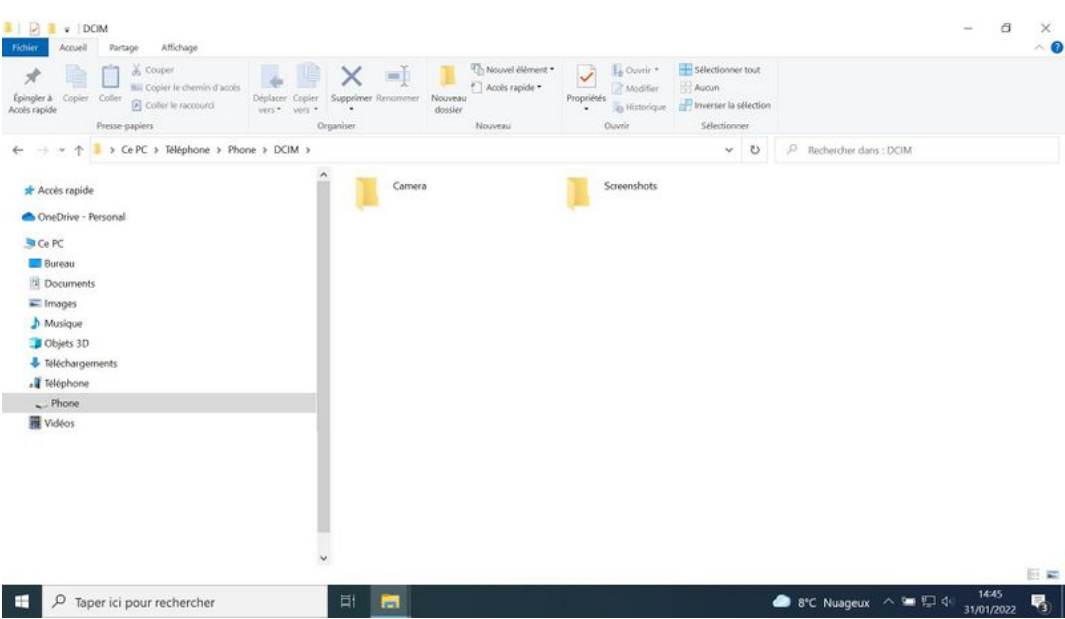 DCIM
Fichier Accueil Partage Affichage
Épingler à Accès rapide
Copier
Coller
Couper
Copier le chemin d'accès
Coller le raccourci
Presse-papiers
Déplacer vers
Copier vers
Supprimer
Renommer
Organiser
Nouveau dossier
Nouvel élément
Accès rapide
Nouveau
Propriétés
Ouvrir
Modifier
Historique
Ouvrir
Sélectionner tout
Aucun
Inverser la sélection
Sélectionner
Ce PC > Téléphone > Phone > DCIM >
Rechercher dans : DCIM
Accès rapide
OneDrive - Personal
Ce PC
Bureau
Documents
Images
Musique
Objets 3D
Téléchargements
Téléphone
Phone
Vidéos
Camera
Screenshots
Taper ici pour rechercher
8°C Nuageux
14:45
31/01/2022
3